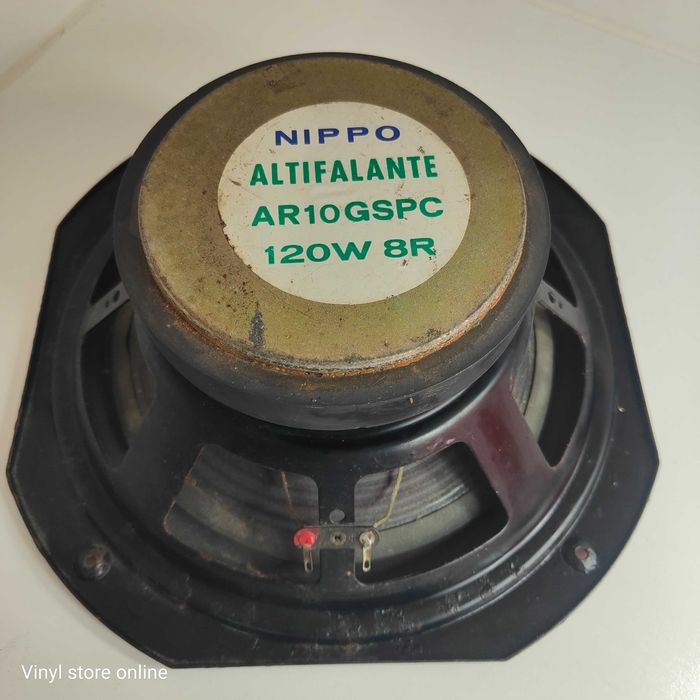 NIPPO
ALTIFALANTE
AR10GSPC
120W 8R
Vinyl store online